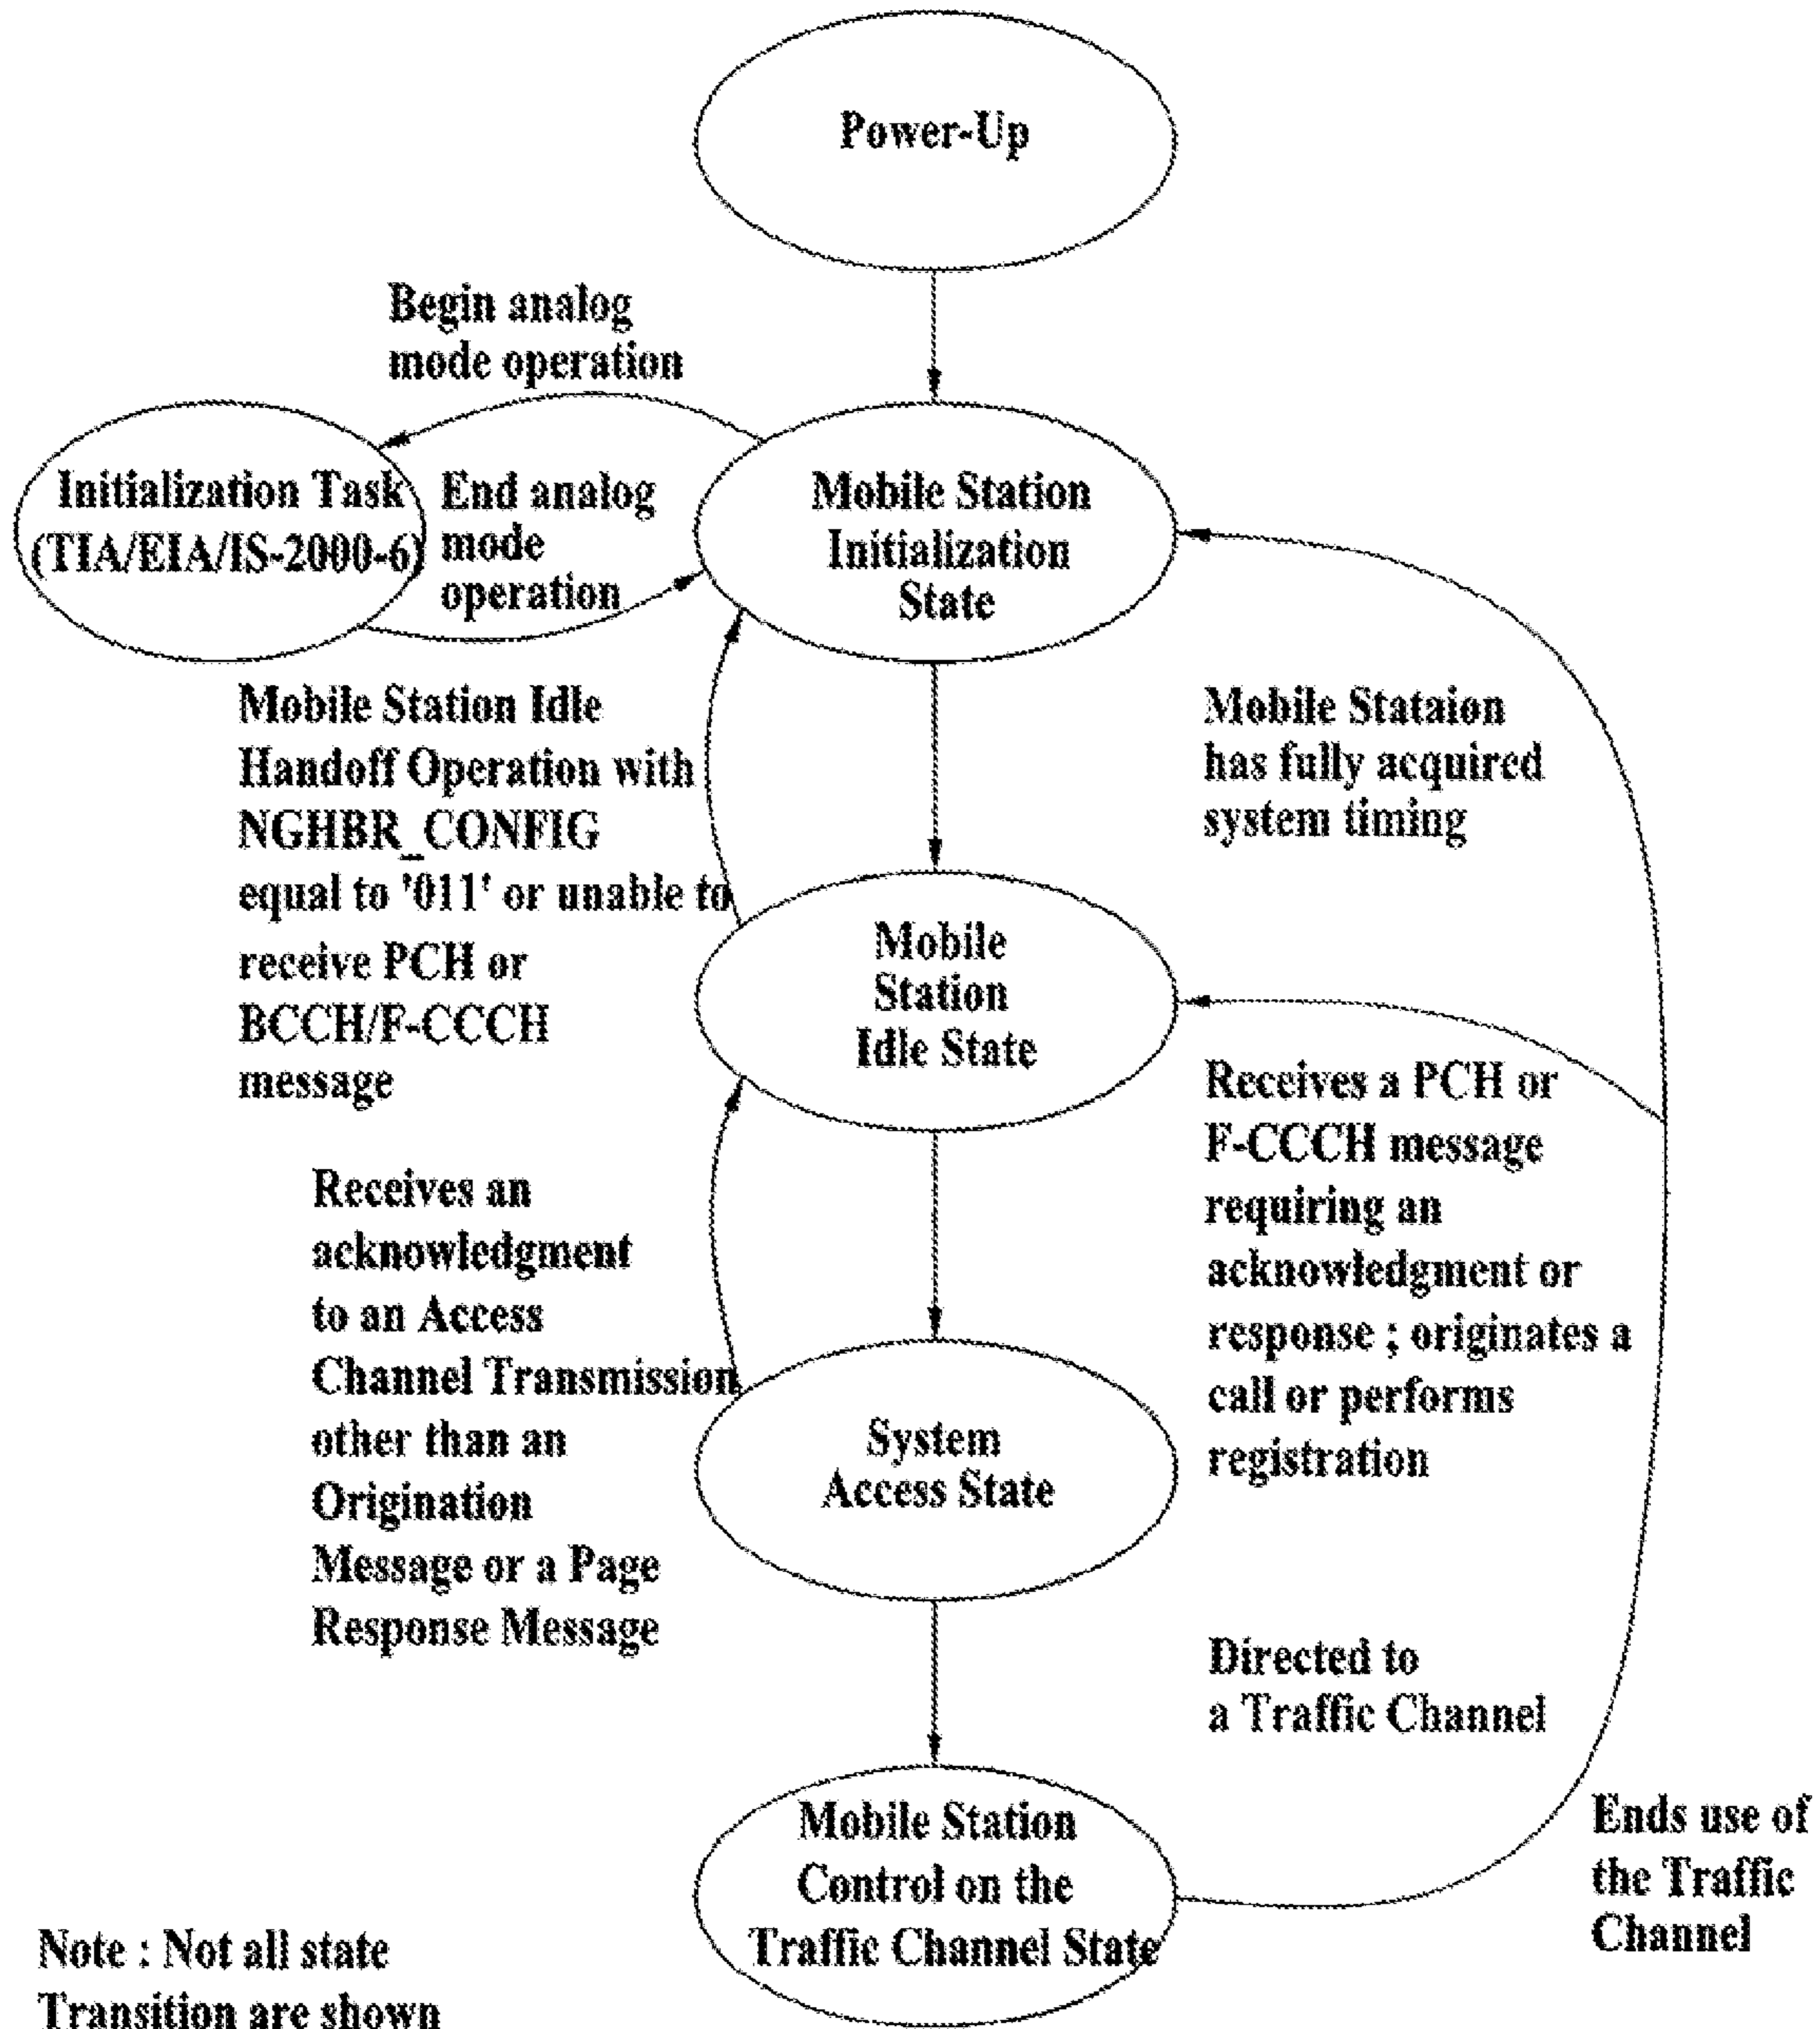 Power-Up
Begin analog
mode operation
Initialization Task
(TIA/EIA/IS-2000-6)
End analog
mode
operation
Mobile Station
Initialization
State
Mobile Station Idle
Handoff Operation with
NGHBR_CONFIG
equal to '011' or unable to
receive PCH or
BCCH/F-CCCH
message
Mobile Stataion
has fully acquired
system timing
Mobile
Station
Idle State
Receives an
acknowledgment
to an Access
Channel Transmission
other than an
Origination
Message or a Page
Response Message
Receives a PCH or
F-CCCH message
requiring an
acknowledgment or
response ; originates a
call or performs
registration
System
Access State
Directed to
a Traffic Channel
Mobile Station
Control on the
Traffic Channel State
Ends use of
the Traffic
Channel
Note : Not all state
Transition are shown